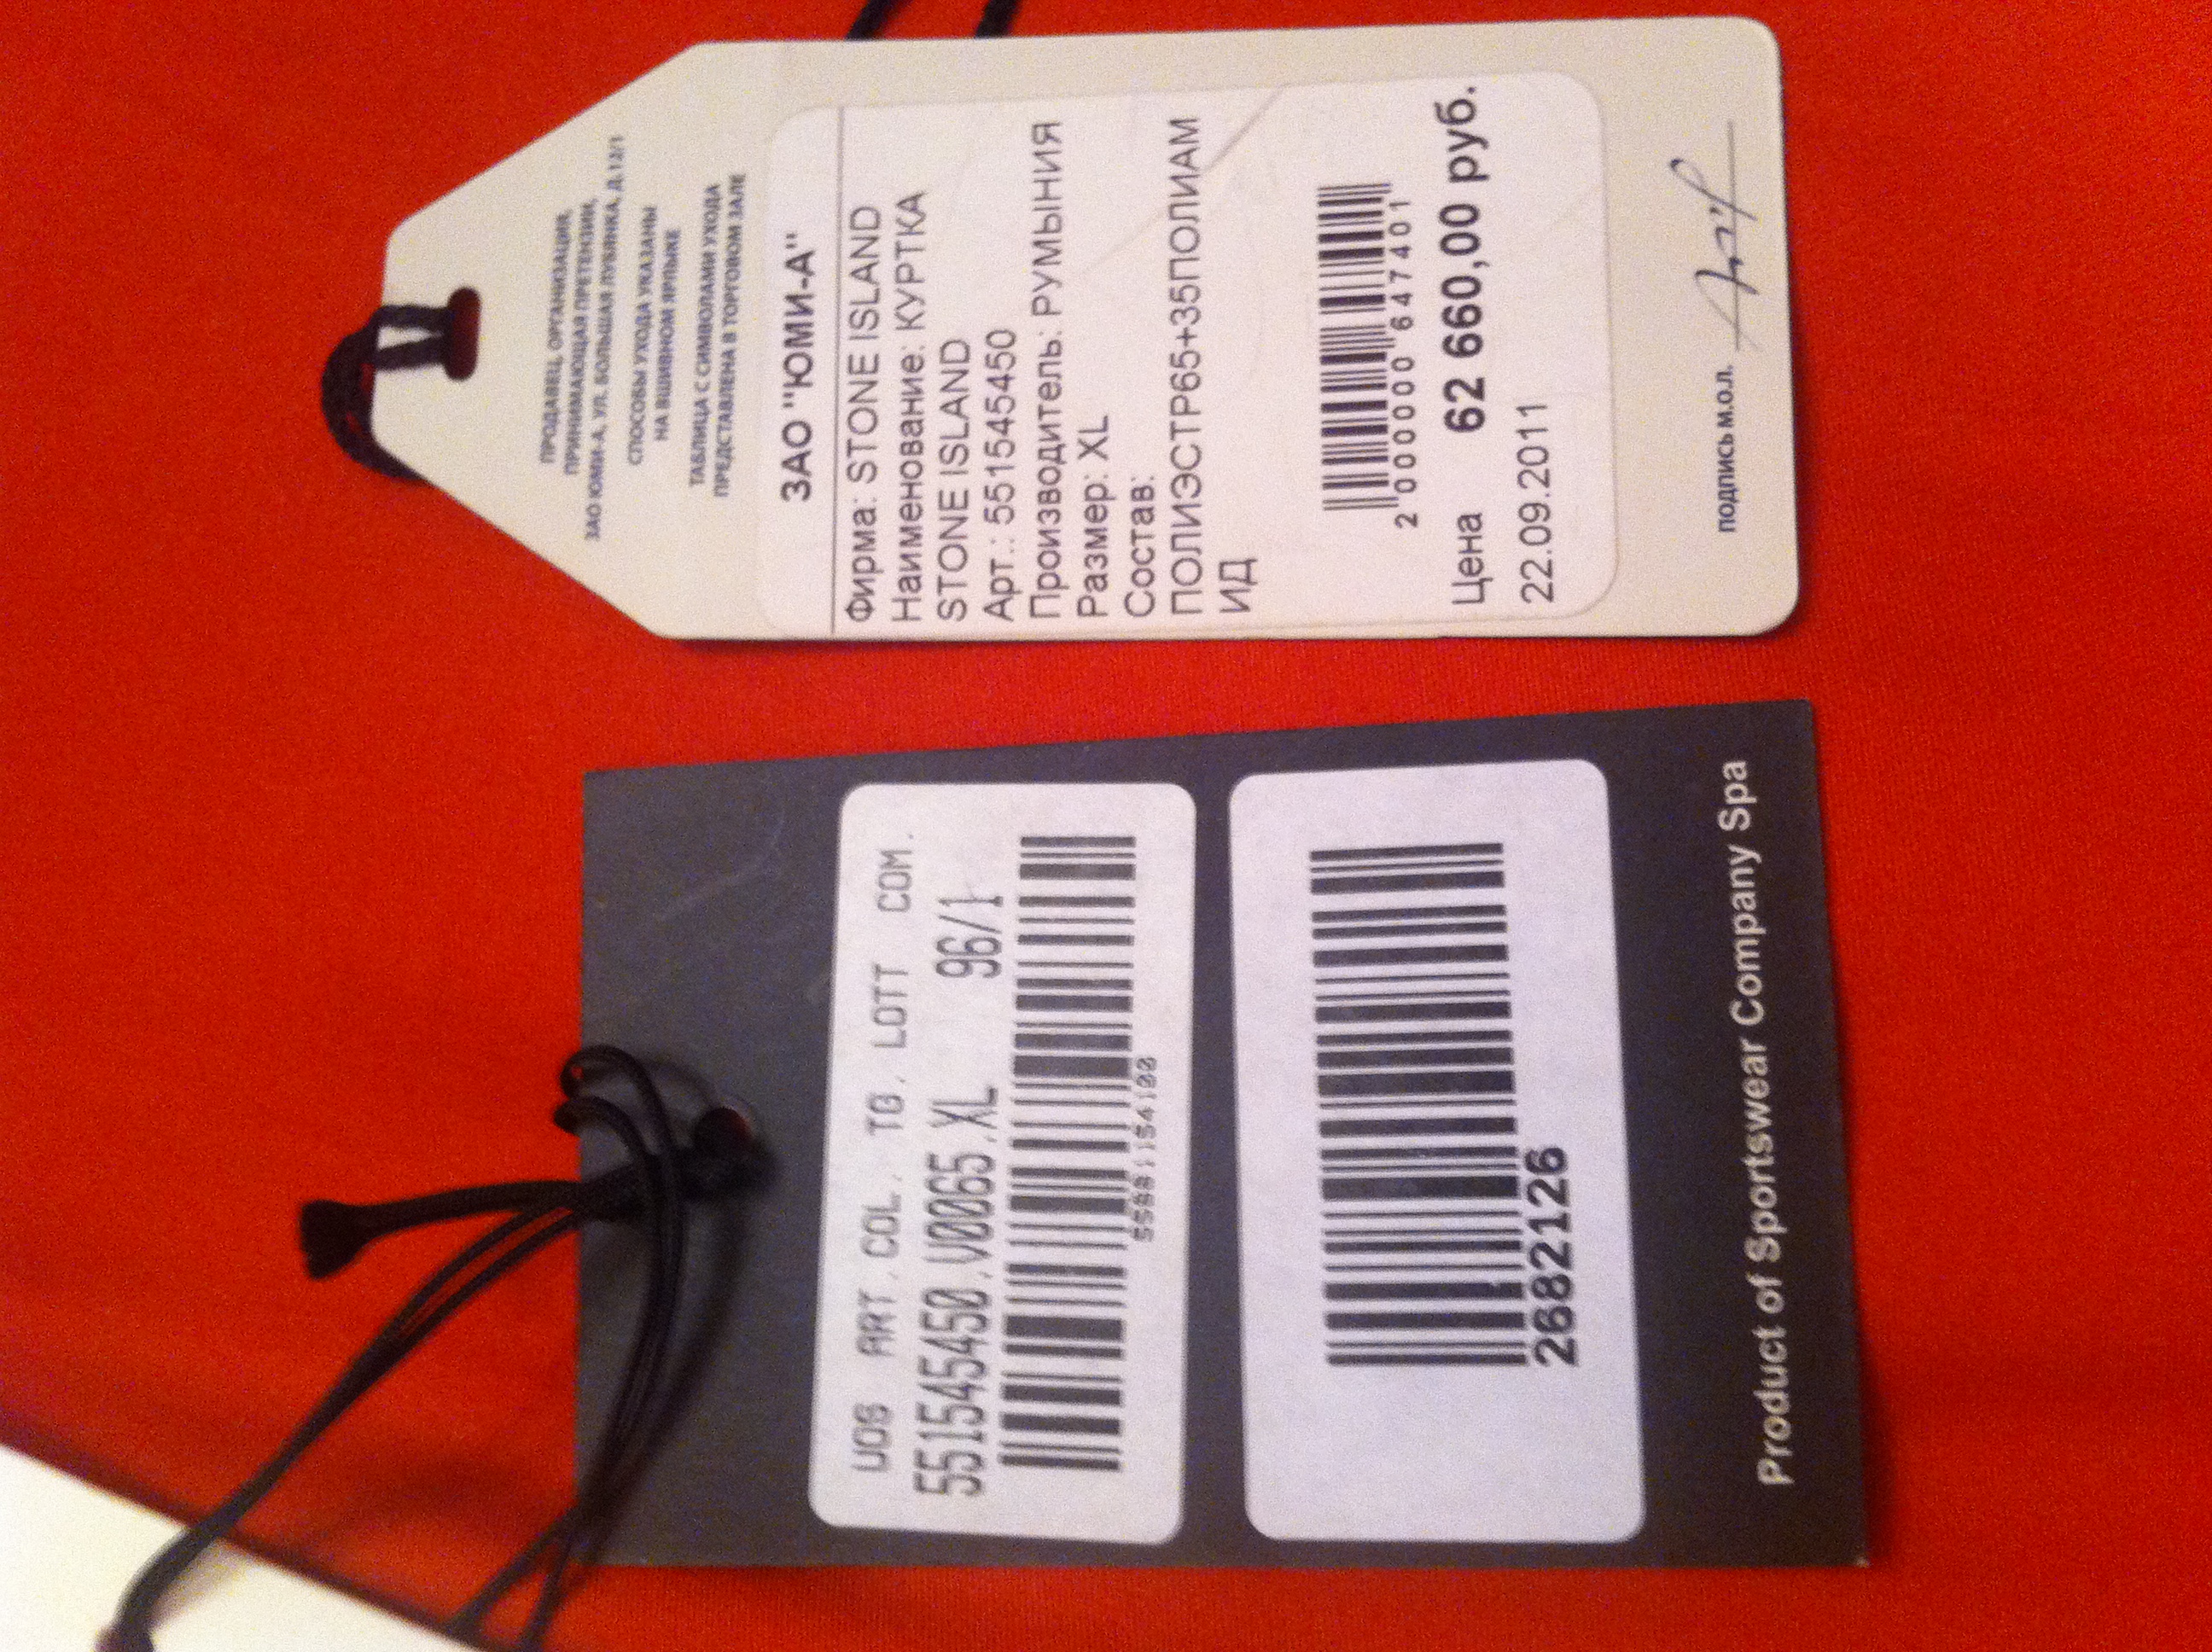 ПРОДАВЕЦ, ОРГАНИЗАЦИЯ,
ПРИНИМАЮЩАЯ ПРЕТЕНЗИИ,
ЗАО ЮМИ-А, УЛ. БОЛЬШАЯ ЛУБЯНКА, Д.12/1
СПОСОБЫ УХОДА УКАЗАНЫ
НА ВШИВНОМ ЯРЛЫКЕ
ТАБЛИЦА С СИМВОЛАМИ УХОДА
ПРЕДСТАВЛЕНА В ТОРГОВОМ ЗАЛЕ
ЗАО "ЮМИ-А"
Фирма: STONE ISLAND
Наименование: КУРТКА
STONE ISLAND
Арт.: 551545450
Производитель: РУМЫНИЯ
Размер: XL
Состав:
ПОЛИЭСТР65+35ПОЛИАМ
ИД
2 000000 647401
Цена 62 660,00 руб.
22.09.2011
подпись м.о.л.
UOG ART.COL. TG. LOTT COM.
551545450.V0065.XL 96/1
2682126
Product of Sportswear Company Spa